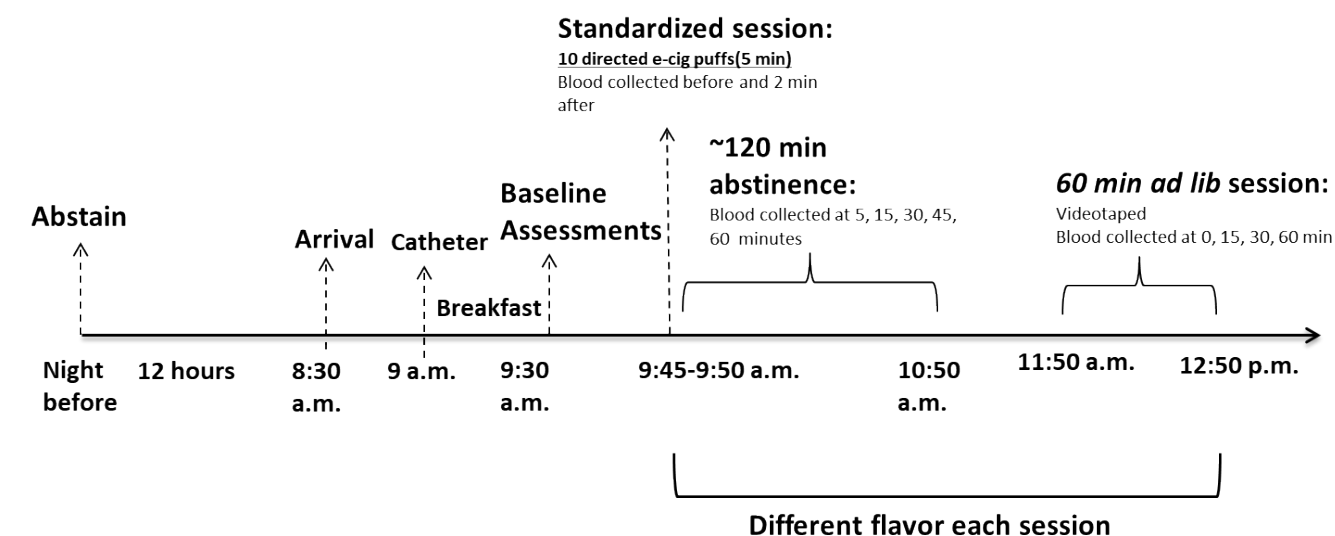 Standardized session:
10 directed e-cig puffs(5 min)
Blood collected before and 2 min
after
~120 min
abstinence:
Blood collected at 5, 15, 30, 45,
60 minutes
60 min ad lib session:
Videotaped
Blood collected at 0, 15, 30, 60 min
Abstain
Arrival
Catheter
Breakfast
Baseline
Assessments
Night
before
12 hours
8:30
a.m.
9 a.m.
9:30
a.m.
9:45-9:50 a.m.
10:50
a.m.
11:50 a.m.
12:50 p.m.
Different flavor each session